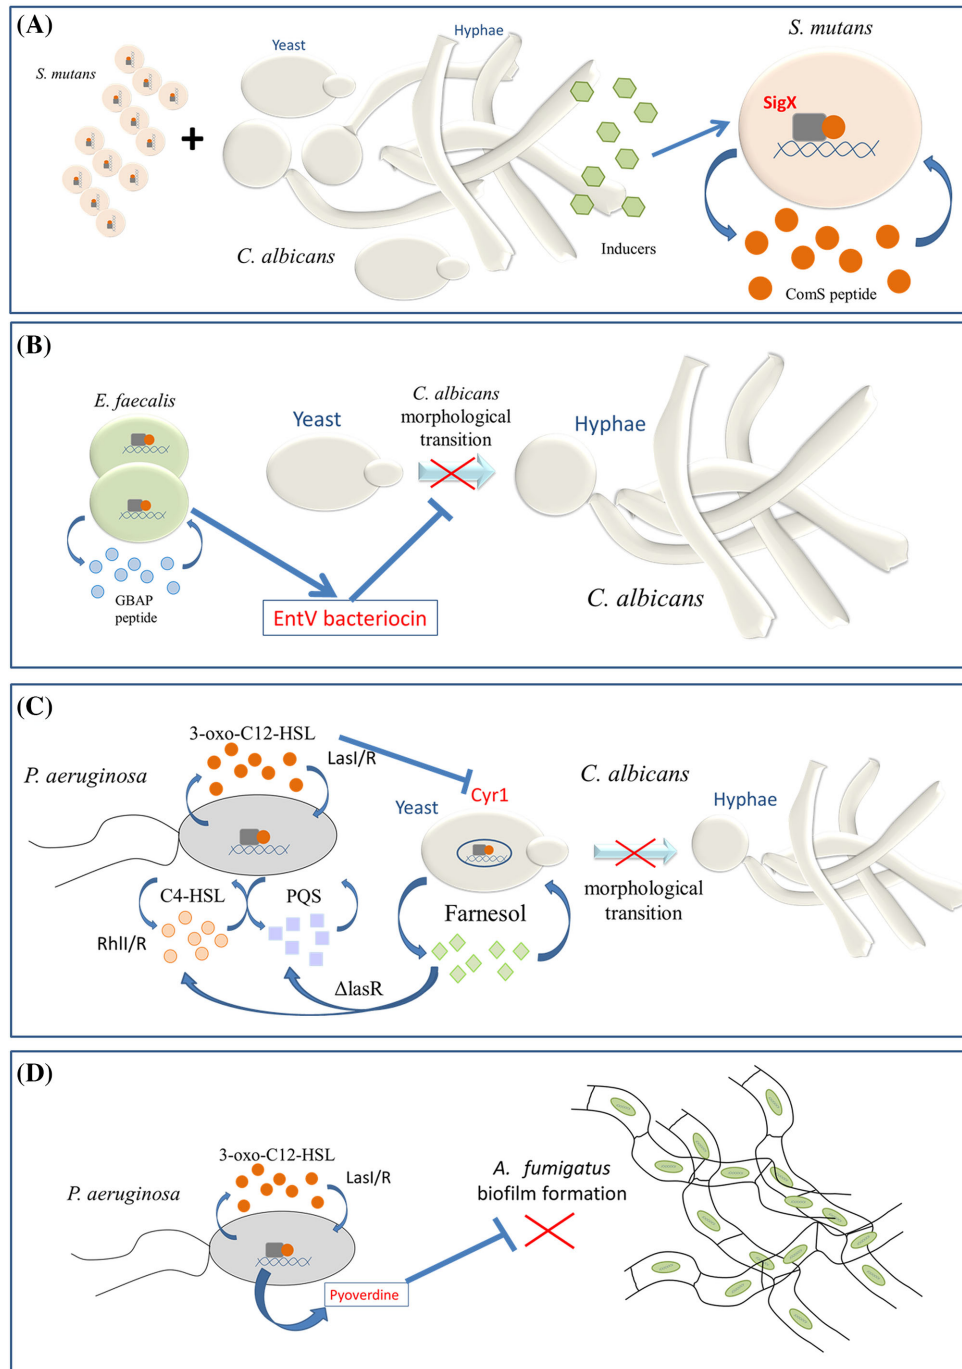 (A)
S. mutans
Yeast
Hyphae
S. mutans
SigX
+
C. albicans
Inducers
ComS peptide
(B)
E. faecalis
Yeast
C. albicans
morphological
transition
Hyphae
GBAP
peptide
EntV bacteriocin
C. albicans
(C)
3-oxo-C12-HSL
LasI/R
P. aeruginosa
C. albicans
Yeast
Cyr1
Hyphae
C4-HSL
PQS
Farnesol
morphological
transition
RhlI/R
ΔlasR
(D)
3-oxo-C12-HSL
LasI/R
P. aeruginosa
A. fumigatus
biofilm formation
Pyoverdine